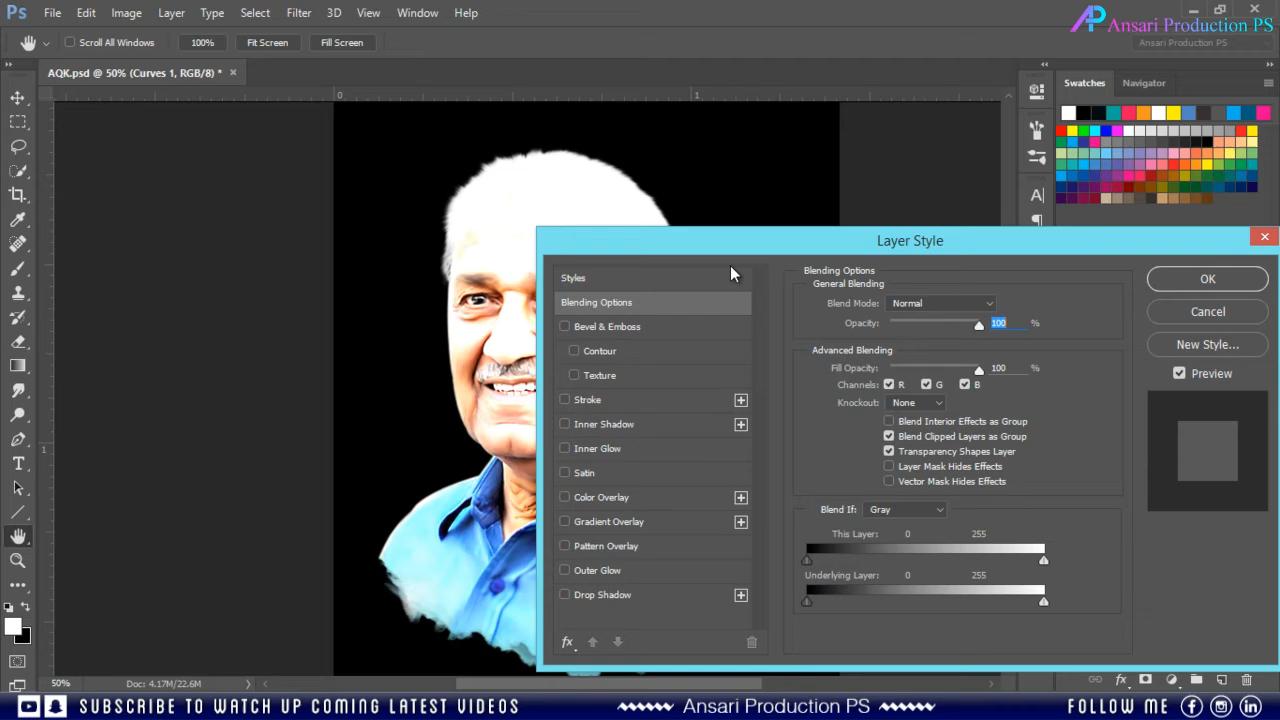 Ps File Edit Image Layer Type Select Filter 3D View Window Help
AP Ansari Production PS
Scroll All Windows 100% Fit Screen Fill Screen
Ansari Production PS
AQK.psd @ 50% (Curves 1, RGB/8) * ×
Swatches Navigator
0 1
1
Layer Style
Styles
Blending Options
Bevel & Emboss
Contour
Texture
Stroke
Inner Shadow
Inner Glow
Satin
Color Overlay
Gradient Overlay
Pattern Overlay
Outer Glow
Drop Shadow
fx
Blending Options
General Blending
Blend Mode: Normal
Opacity: 100 %
Advanced Blending
Fill Opacity: 100 %
Channels: R G B
Knockout: None
Blend Interior Effects as Group
Blend Clipped Layers as Group
Transparency Shapes Layer
Layer Mask Hides Effects
Vector Mask Hides Effects
Blend If: Gray
This Layer: 0 255
Underlying Layer: 0 255
OK
Cancel
New Style...
Preview
50% Doc: 4.17M/22.6M
fx
SUBSCRIBE TO WATCH UP COMING LATEST VIDEOS Ansari Production PS FOLLOW ME